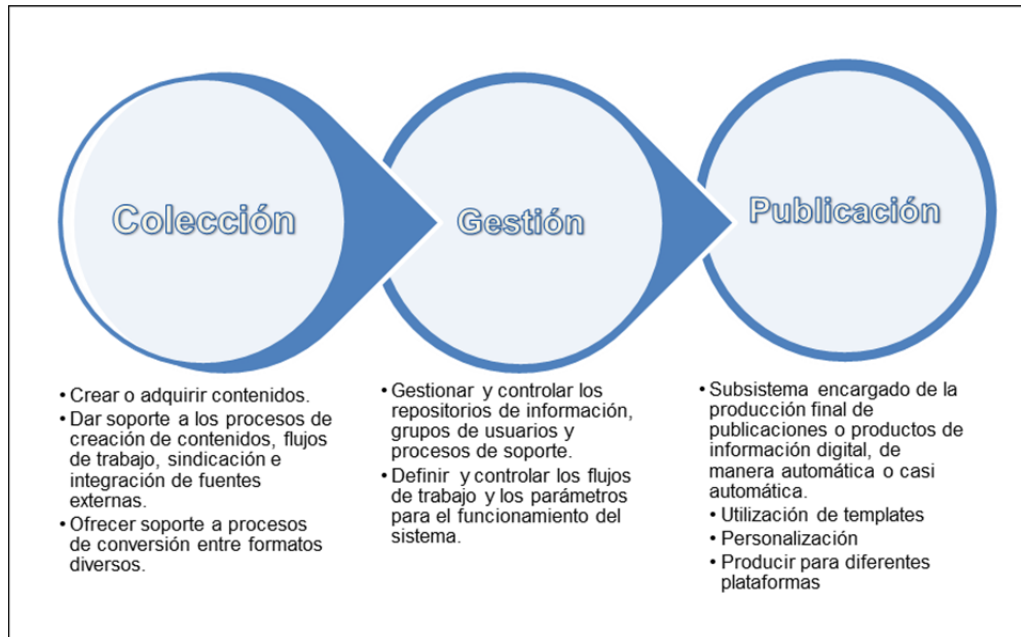 Colección
• Crear o adquirir contenidos.
• Dar soporte a los procesos de
creación de contenidos, flujos
de trabajo, sindicación e
integración de fuentes
externas.
• Ofrecer soporte a procesos
de conversión entre formatos
diversos.
Gestión
• Gestionar y controlar los
repositorios de información,
grupos de usuarios y
procesos de soporte.
• Definir y controlar los flujos
de trabajo y los parámetros
para el funcionamiento del
sistema.
Publicación
• Subsistema encargado de la
producción final de
publicaciones o productos de
información digital, de
manera automática o casi
automática.
• Utilización de templates
• Personalización
• Producir para diferentes
plataformas